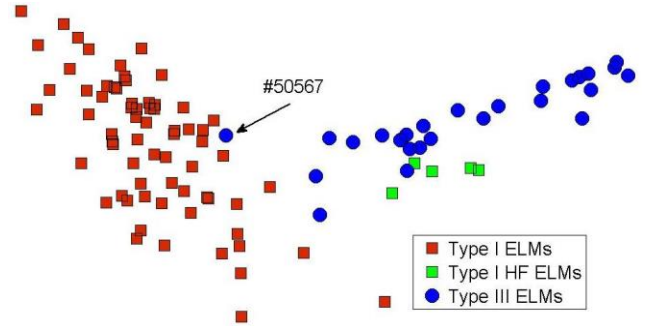 #50567
Type I ELMs
Type I HF ELMs
Type III ELMs